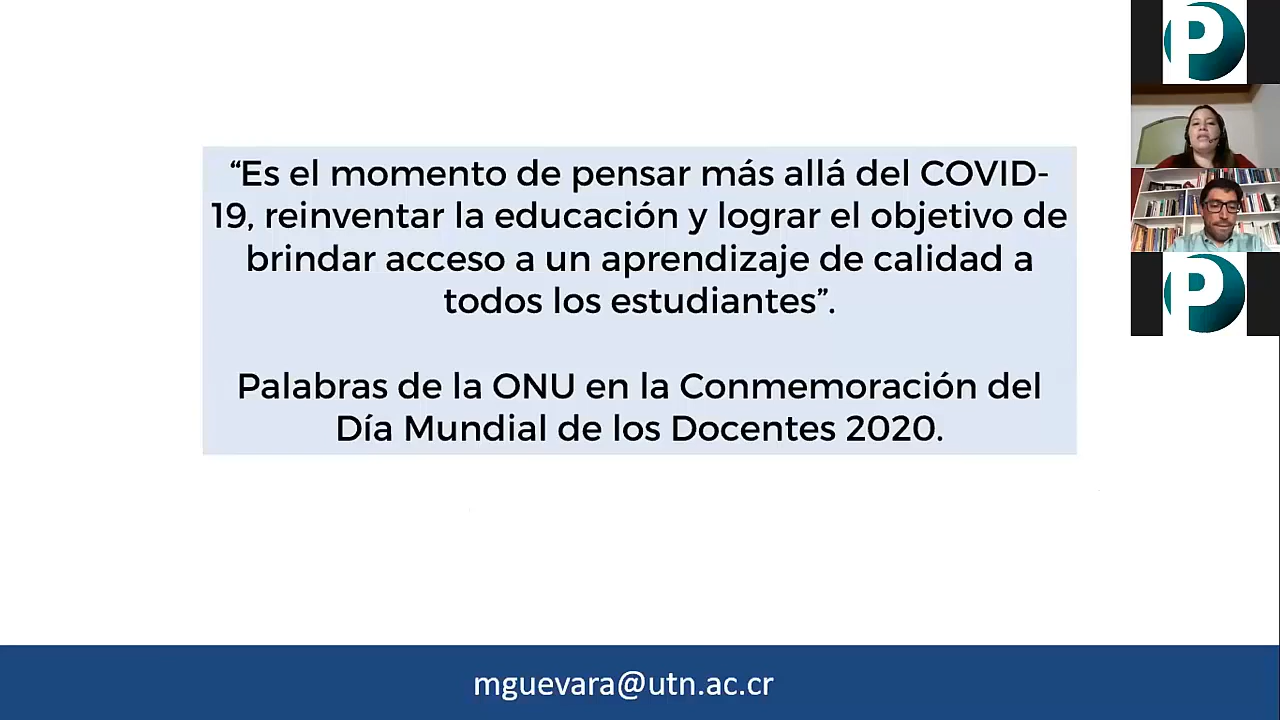 “Es el momento de pensar más allá del COVID-
19, reinventar la educación y lograr el objetivo de
brindar acceso a un aprendizaje de calidad a
todos los estudiantes”.
Palabras de la ONU en la Conmemoración del
Día Mundial de los Docentes 2020.
mguevara@utn.ac.cr
P
P